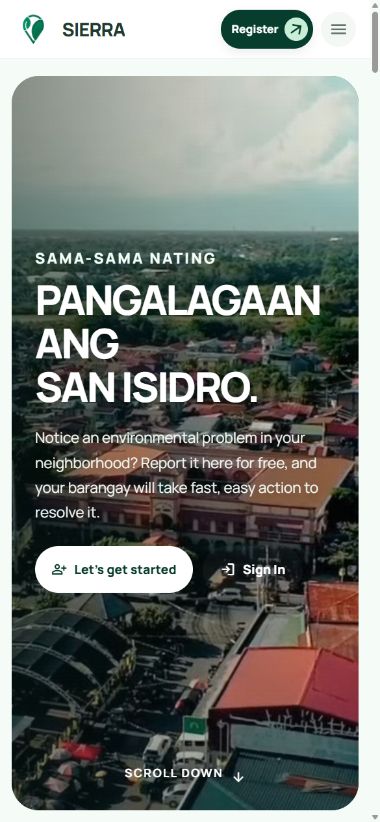 SIERRA
Register
SAMA-SAMA NATING
PANGALAGAAN
ANG
SAN ISIDRO.
Notice an environmental problem in your
neighborhood? Report it here for free, and
your barangay will take fast, easy action to
resolve it.
Let's get started
Sign In
SCROLL DOWN